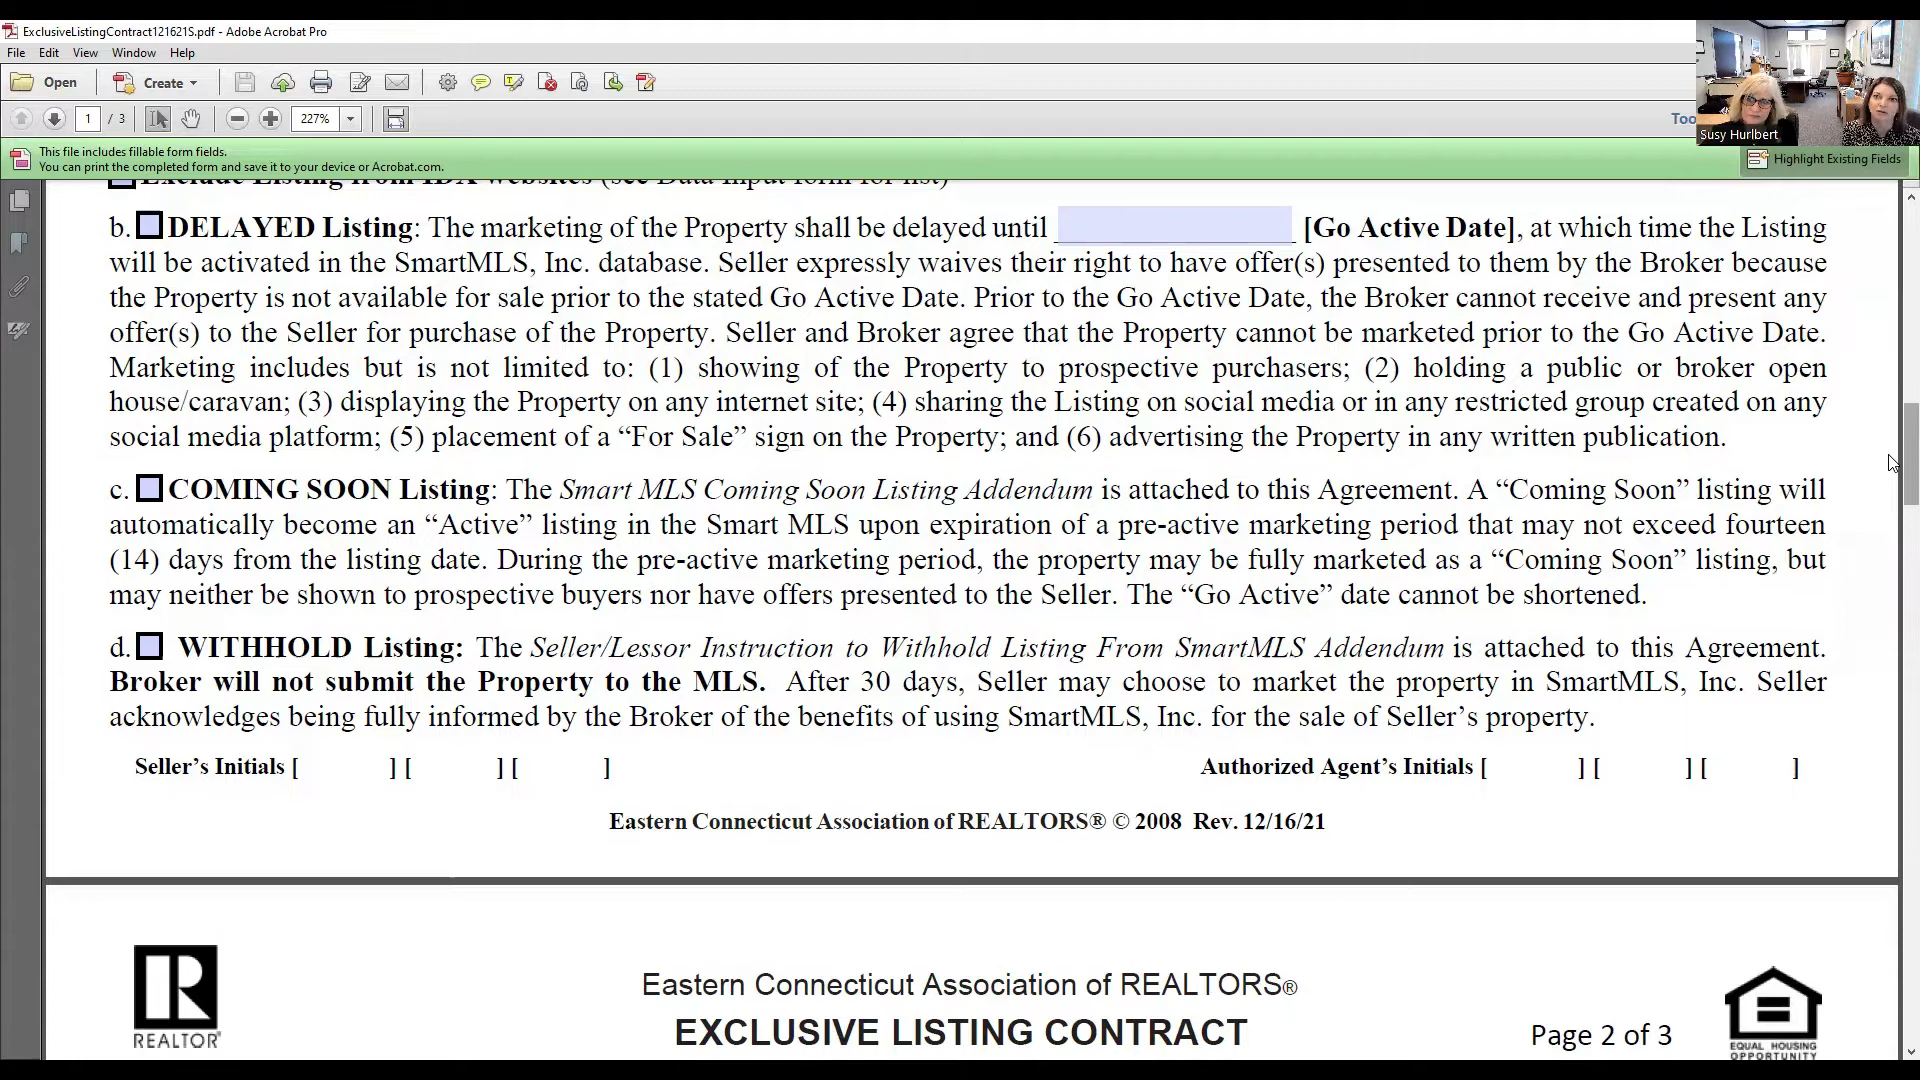 ExclusiveListingContract121621S.pdf - Adobe Acrobat Pro
File Edit View Window Help
Open Create
1 / 3 227% Too
Susy Hurlbert
This file includes fillable form fields.
You can print the completed form and save it to your device or Acrobat.com.
Highlight Existing Fields
Exclude Listing from IDX websites (see Data Input form for list)
b. DELAYED Listing: The marketing of the Property shall be delayed until [Go Active Date], at which time the Listing
will be activated in the SmartMLS, Inc. database. Seller expressly waives their right to have offer(s) presented to them by the Broker because
the Property is not available for sale prior to the stated Go Active Date. Prior to the Go Active Date, the Broker cannot receive and present any
offer(s) to the Seller for purchase of the Property. Seller and Broker agree that the Property cannot be marketed prior to the Go Active Date.
Marketing includes but is not limited to: (1) showing of the Property to prospective purchasers; (2) holding a public or broker open
house/caravan; (3) displaying the Property on any internet site; (4) sharing the Listing on social media or in any restricted group created on any
social media platform; (5) placement of a “For Sale” sign on the Property; and (6) advertising the Property in any written publication.
c. COMING SOON Listing: The Smart MLS Coming Soon Listing Addendum is attached to this Agreement. A “Coming Soon” listing will
automatically become an “Active” listing in the Smart MLS upon expiration of a pre-active marketing period that may not exceed fourteen
(14) days from the listing date. During the pre-active marketing period, the property may be fully marketed as a “Coming Soon” listing, but
may neither be shown to prospective buyers nor have offers presented to the Seller. The “Go Active” date cannot be shortened.
d. WITHHOLD Listing: The Seller/Lessor Instruction to Withhold Listing From SmartMLS Addendum is attached to this Agreement.
Broker will not submit the Property to the MLS. After 30 days, Seller may choose to market the property in SmartMLS, Inc. Seller
acknowledges being fully informed by the Broker of the benefits of using SmartMLS, Inc. for the sale of Seller’s property.
Seller’s Initials [ ] [ ] [ ] Authorized Agent’s Initials [ ] [ ] [ ]
Eastern Connecticut Association of REALTORS® © 2008 Rev. 12/16/21
Eastern Connecticut Association of REALTORS®
EXCLUSIVE LISTING CONTRACT
Page 2 of 3
REALTOR®
EQUAL HOUSING
OPPORTUNITY